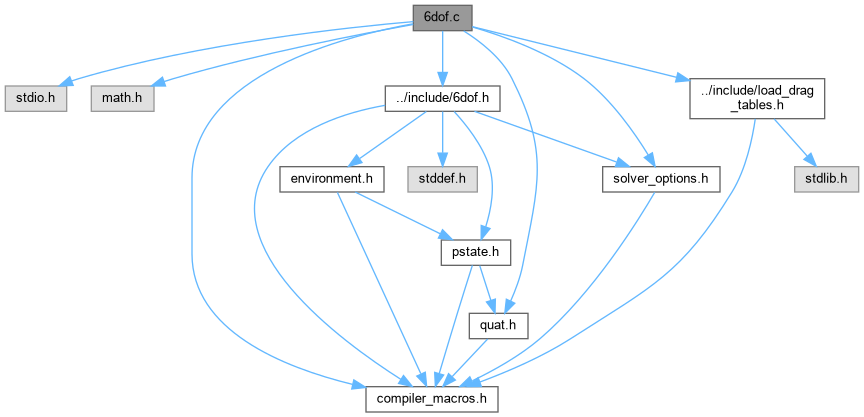 6dof.c
stdio.h
math.h
../include/6dof.h
../include/load_drag
_tables.h
environment.h
stddef.h
solver_options.h
stdlib.h
pstate.h
quat.h
compiler_macros.h